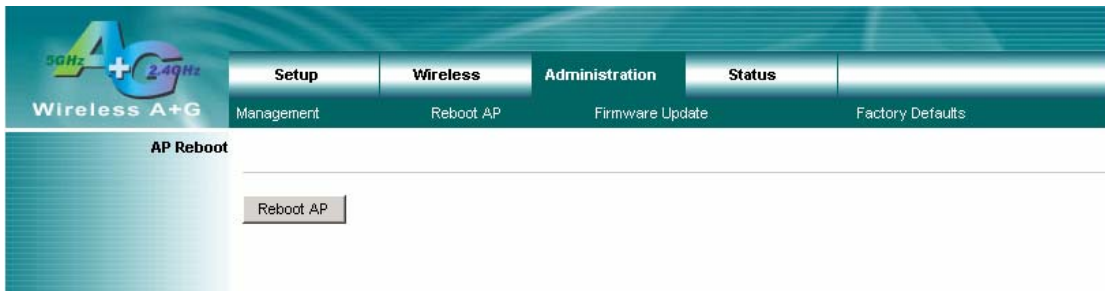 5GHz A+G 2.4GHz
Wireless A+G
Setup Wireless Administration Status
Management Reboot AP Firmware Update Factory Defaults
AP Reboot
Reboot AP